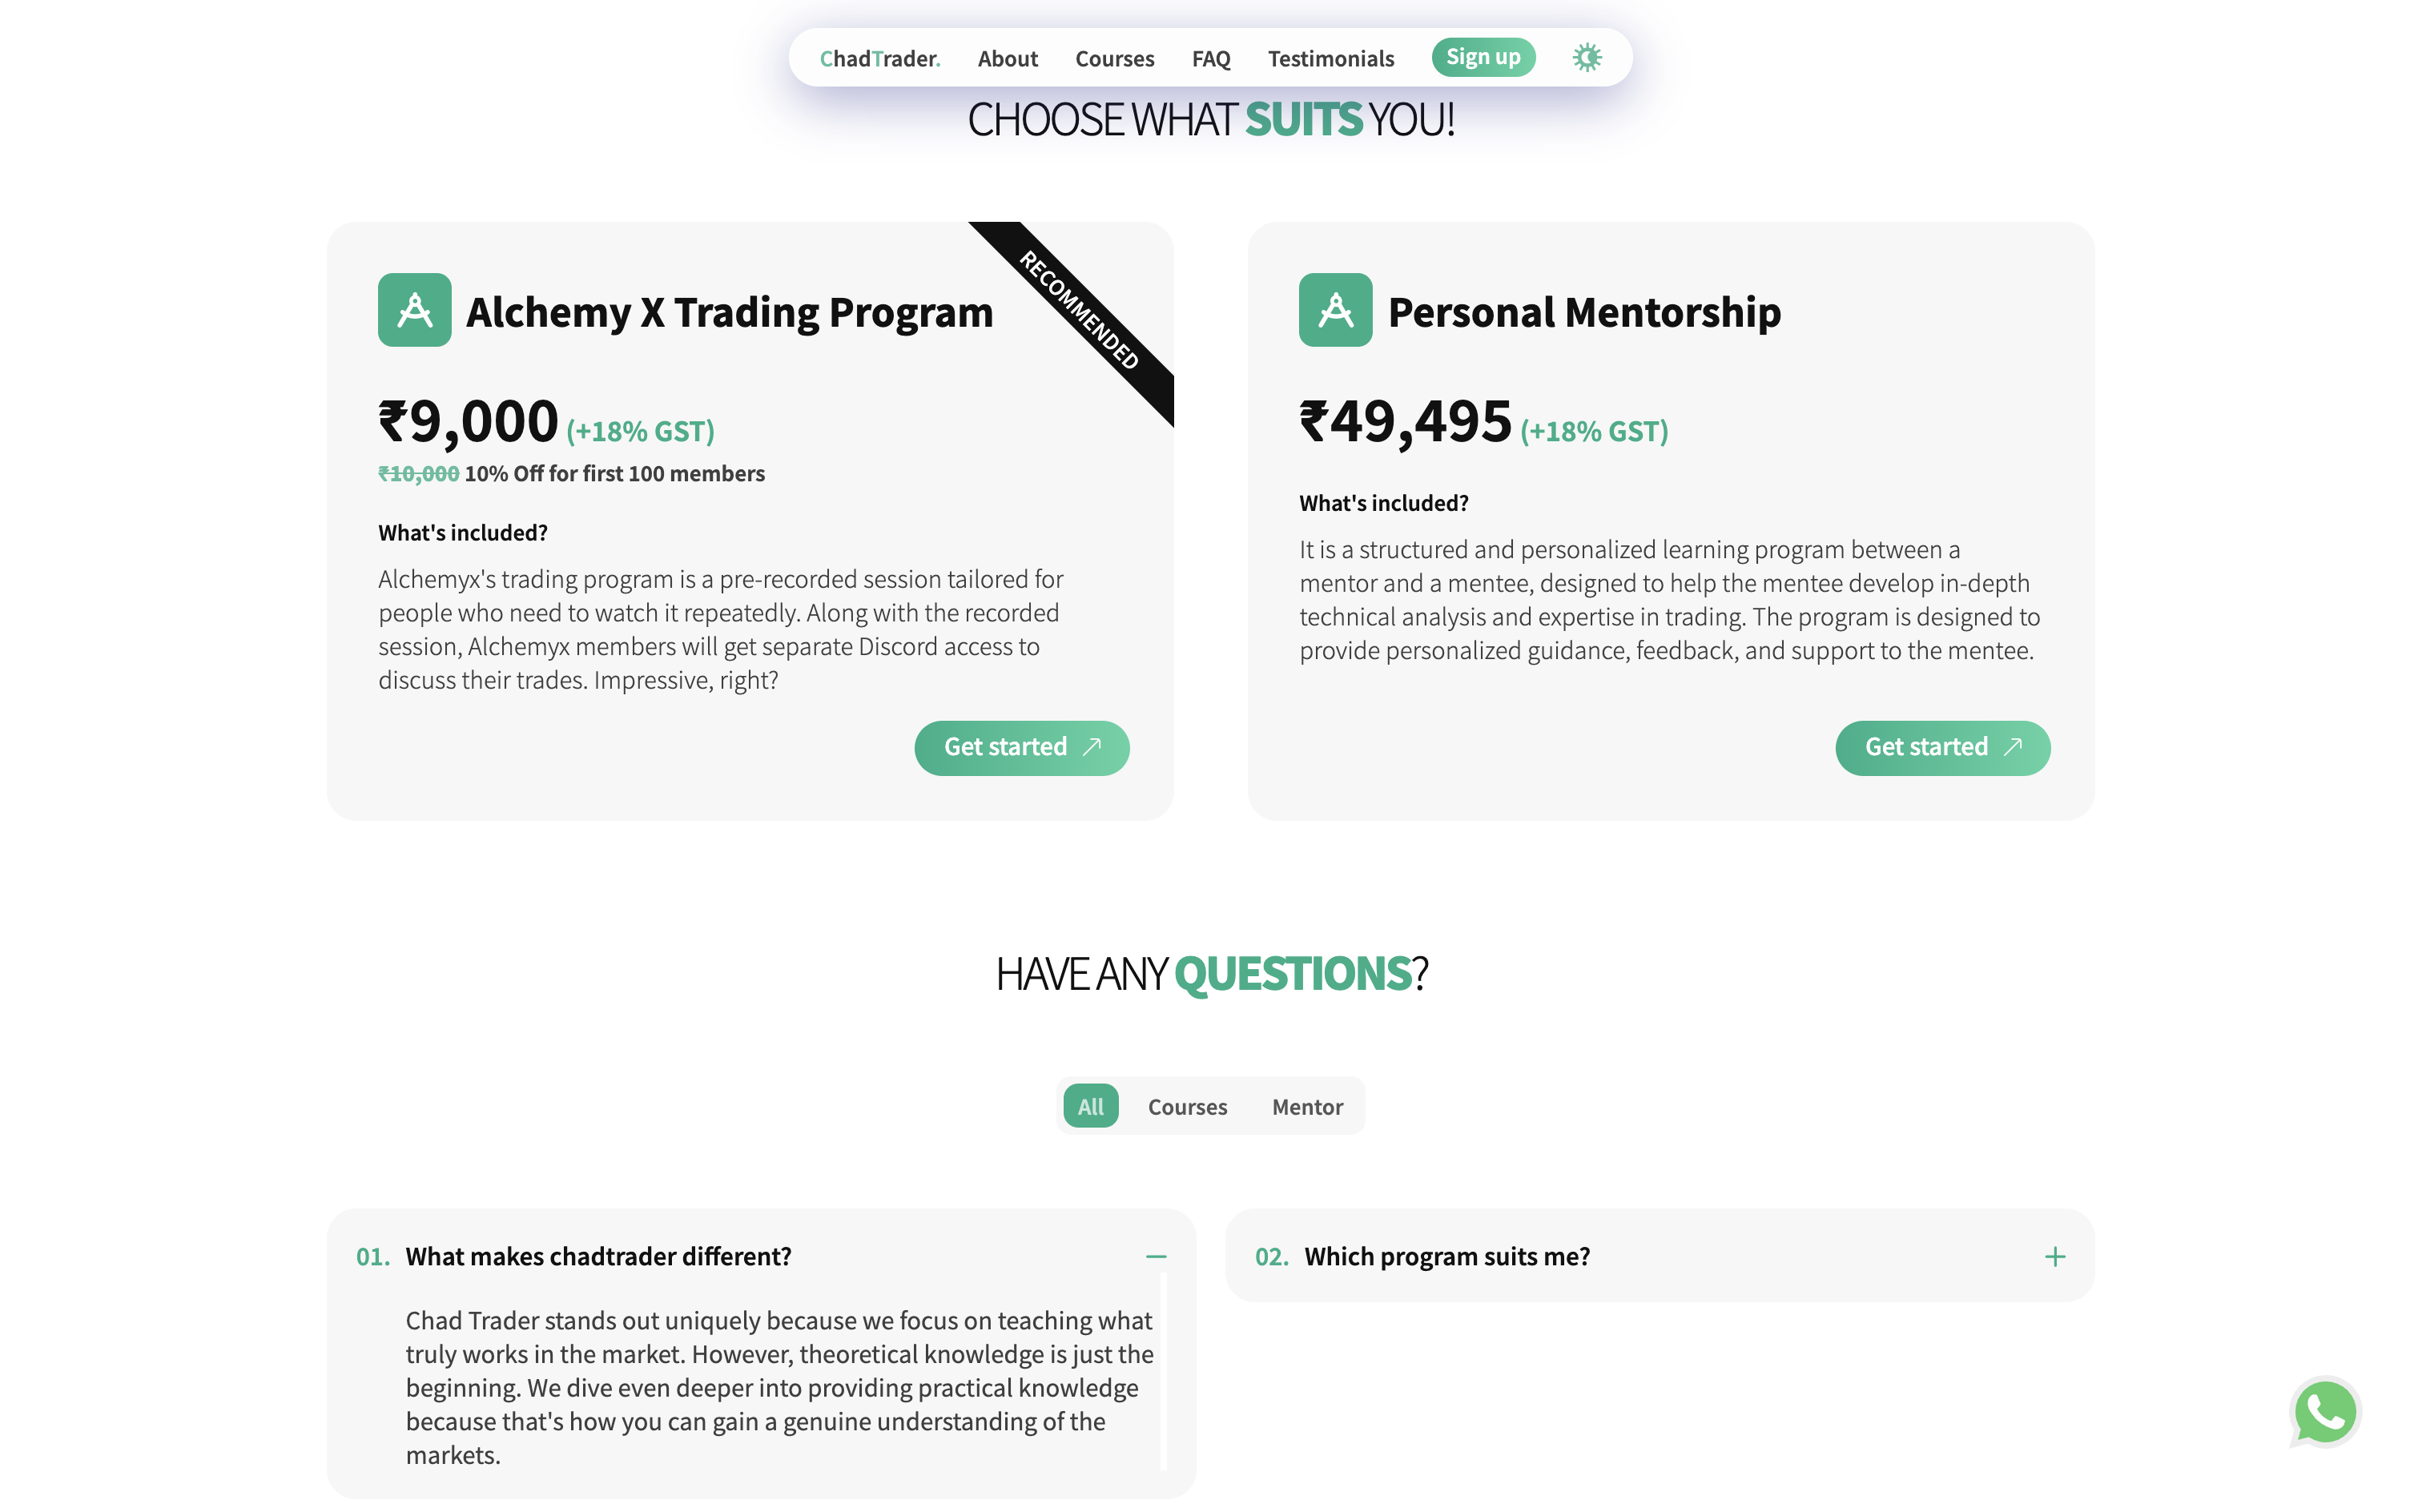 ChadTrader. About Courses FAQ Testimonials Sign up
CHOOSE WHAT SUITS YOU!
RECOMMENDED
Alchemy X Trading Program
₹9,000 (+18% GST)
₹10,000 10% Off for first 100 members
What's included?
Alchemyx's trading program is a pre-recorded session tailored for
people who need to watch it repeatedly. Along with the recorded
session, Alchemyx members will get separate Discord access to
discuss their trades. Impressive, right?
Get started
Personal Mentorship
₹49,495 (+18% GST)
What's included?
It is a structured and personalized learning program between a
mentor and a mentee, designed to help the mentee develop in-depth
technical analysis and expertise in trading. The program is designed to
provide personalized guidance, feedback, and support to the mentee.
Get started
HAVE ANY QUESTIONS?
All Courses Mentor
01. What makes chadtrader different?
Chad Trader stands out uniquely because we focus on teaching what
truly works in the market. However, theoretical knowledge is just the
beginning. We dive even deeper into providing practical knowledge
because that's how you can gain a genuine understanding of the
markets.
02. Which program suits me?